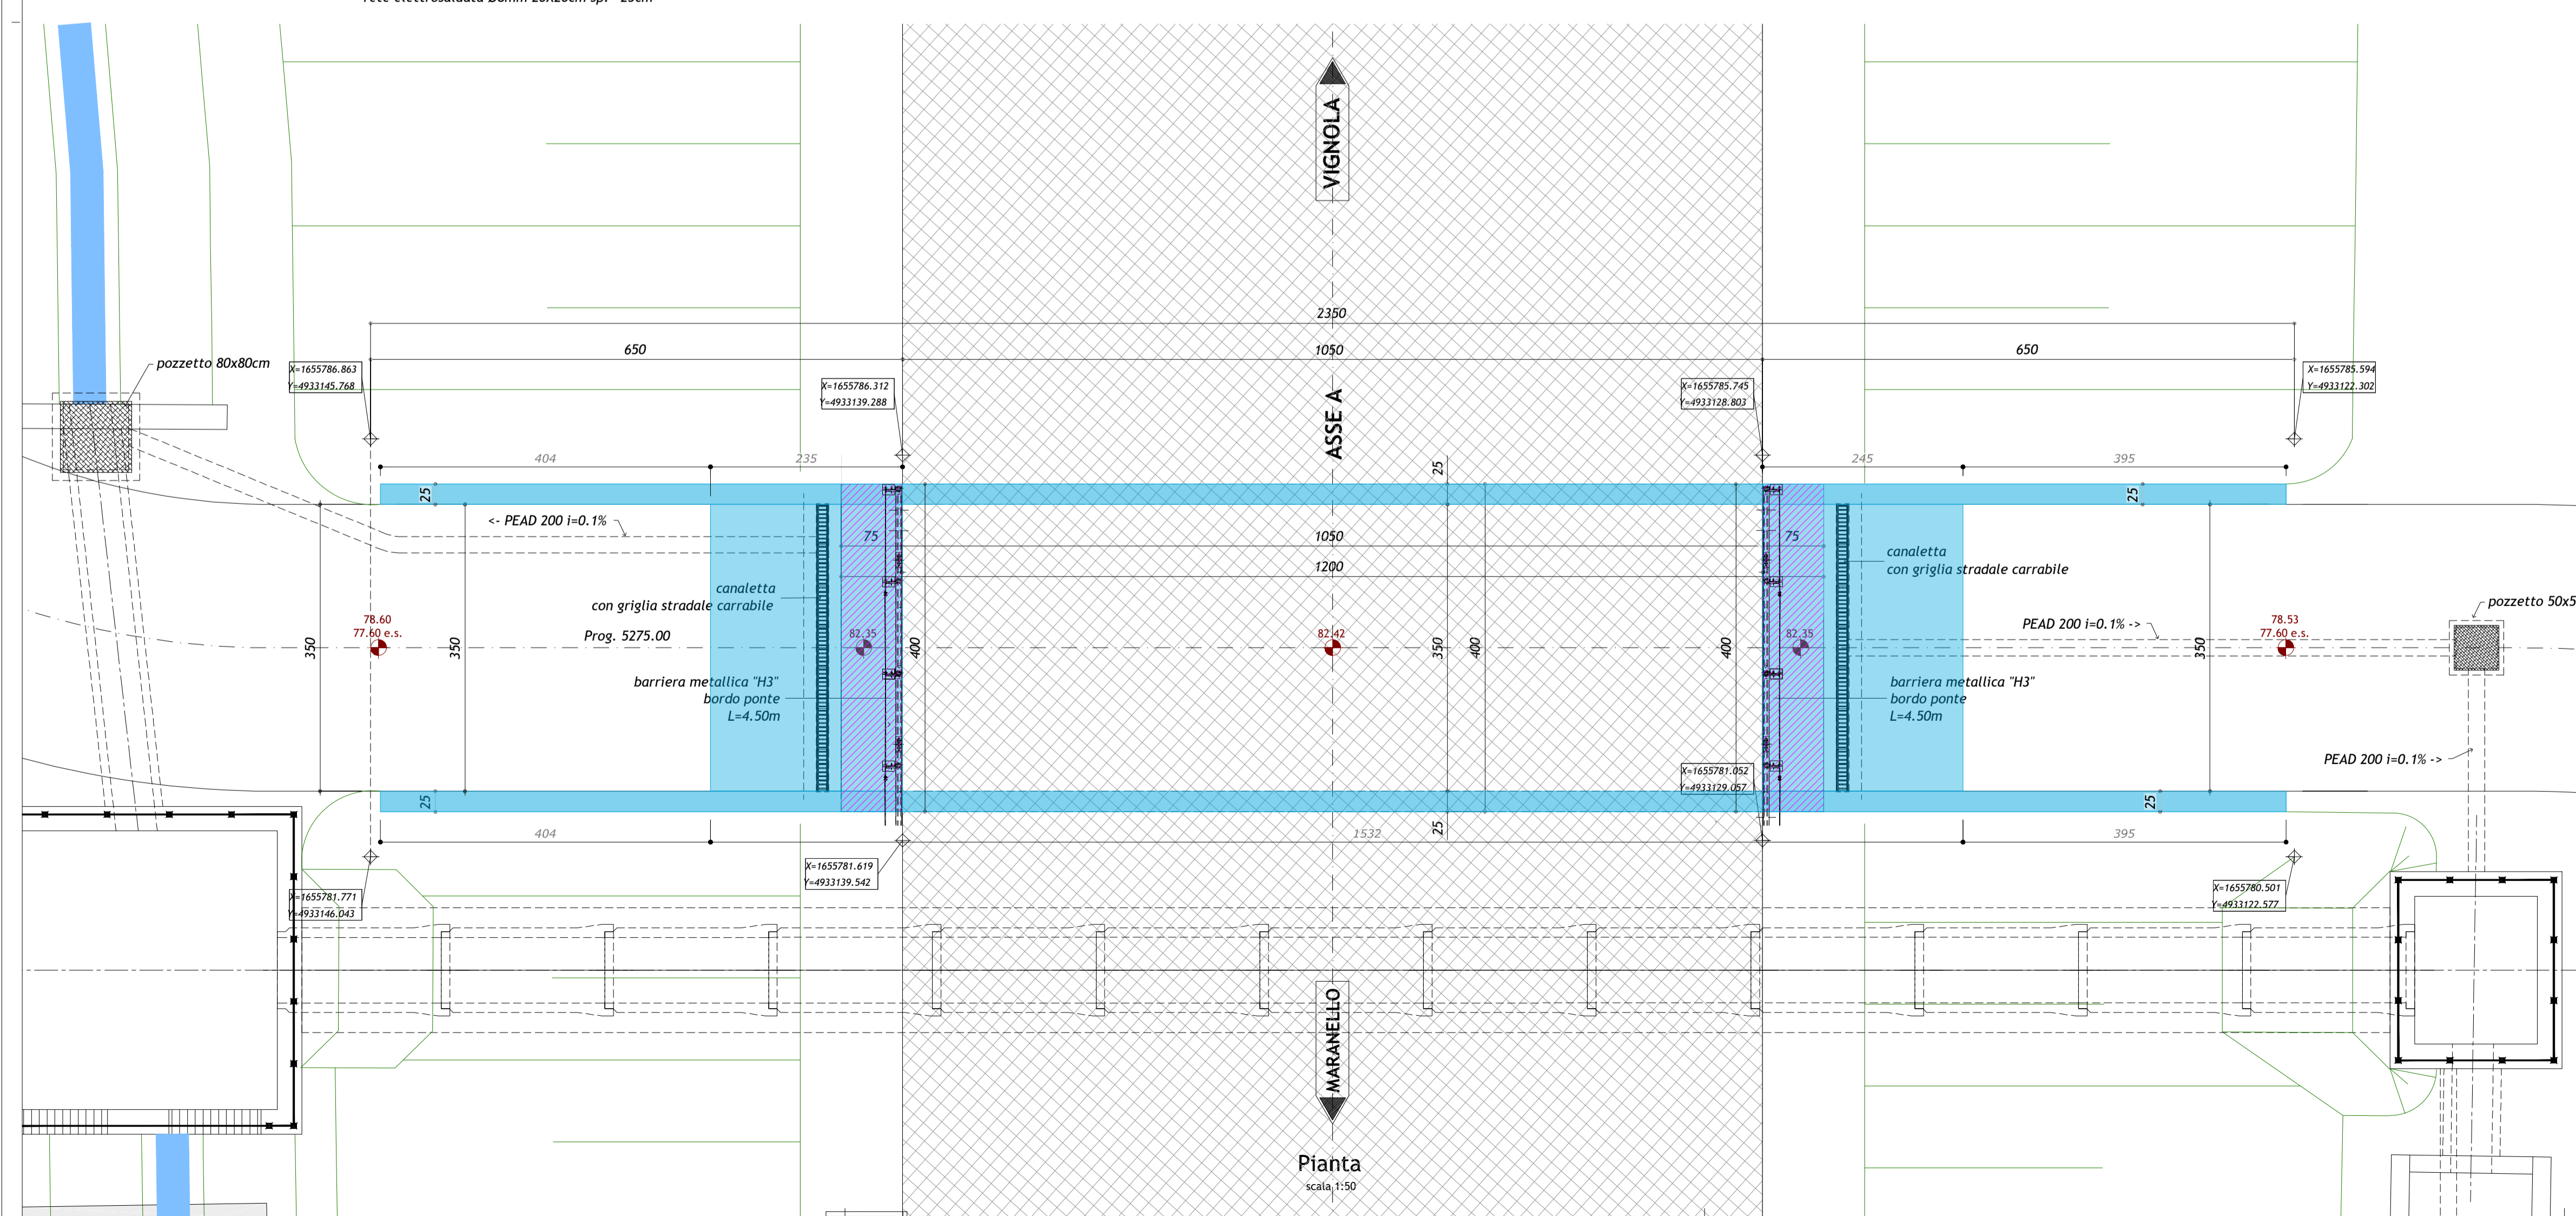 VIGNOLA
2350
650
1050
650
pozzetto 80x80cm
X=1655786.863
Y=4933145.768
X=1655786.312
Y=4933139.288
ASSE A
X=1655785.745
Y=4933128.803
X=1655785.594
Y=4933122.302
404
235
25
245
395
25
25
<- PEAD 200 i=0.1%
75
1050
75
1200
canaletta
con griglia stradale carrabile
canaletta
con griglia stradale carrabile
pozzetto
Prog. 5275.00
350
78.60
77.60 e.s.
350
82.35
400
82.42
350
400
400
82.35
PEAD 200 i=0.1% ->
350
78.53
77.60 e.s.
barriera metallica "H3"
bordo ponte
L=4.50m
barriera metallica "H3"
bordo ponte
L=4.50m
PEAD 200 i=0.1% ->
X=1655781.052
Y=4933129.057
25
25
25
404
1532
395
X=1655781.619
Y=4933139.542
X=1655781.771
Y=4933146.043
X=1655780.501
Y=4933122.577
MARANELLO
Pianta
scala 1:50